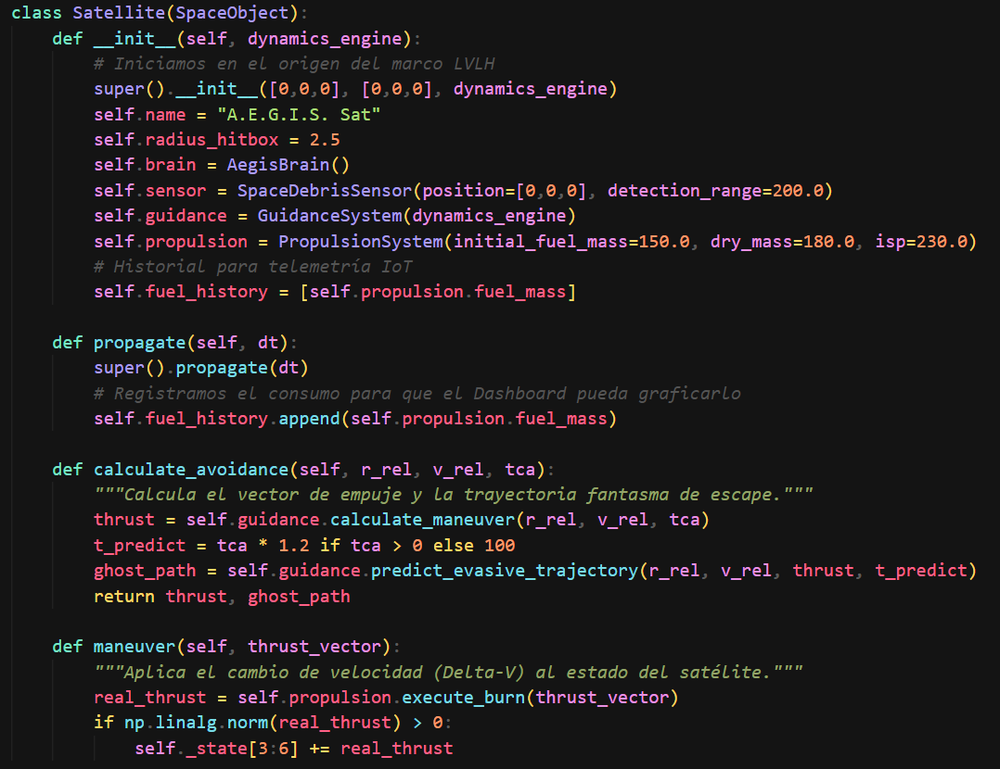 class Satellite(SpaceObject):
    def __init__(self, dynamics_engine):
        # Iniciamos en el origen del marco LVLH
        super().__init__([0,0,0], [0,0,0], dynamics_engine)
        self.name = "A.E.G.I.S. Sat"
        self.radius_hitbox = 2.5
        self.brain = AegisBrain()
        self.sensor = SpaceDebrisSensor(position=[0,0,0], detection_range=200.0)
        self.guidance = GuidanceSystem(dynamics_engine)
        self.propulsion = PropulsionSystem(initial_fuel_mass=150.0, dry_mass=180.0, isp=230.0)
        # Historial para telemetría IoT
        self.fuel_history = [self.propulsion.fuel_mass]

    def propagate(self, dt):
        super().propagate(dt)
        # Registramos el consumo para que el Dashboard pueda graficarlo
        self.fuel_history.append(self.propulsion.fuel_mass)

    def calculate_avoidance(self, r_rel, v_rel, tca):
        """Calcula el vector de empuje y la trayectoria fantasma de escape."""
        thrust = self.guidance.calculate_maneuver(r_rel, v_rel, tca)
        t_predict = tca * 1.2 if tca > 0 else 100
        ghost_path = self.guidance.predict_evasive_trajectory(r_rel, v_rel, thrust, t_predict)
        return thrust, ghost_path

    def maneuver(self, thrust_vector):
        """Aplica el cambio de velocidad (Delta-V) al estado del satélite."""
        real_thrust = self.propulsion.execute_burn(thrust_vector)
        if np.linalg.norm(real_thrust) > 0:
            self._state[3:6] += real_thrust